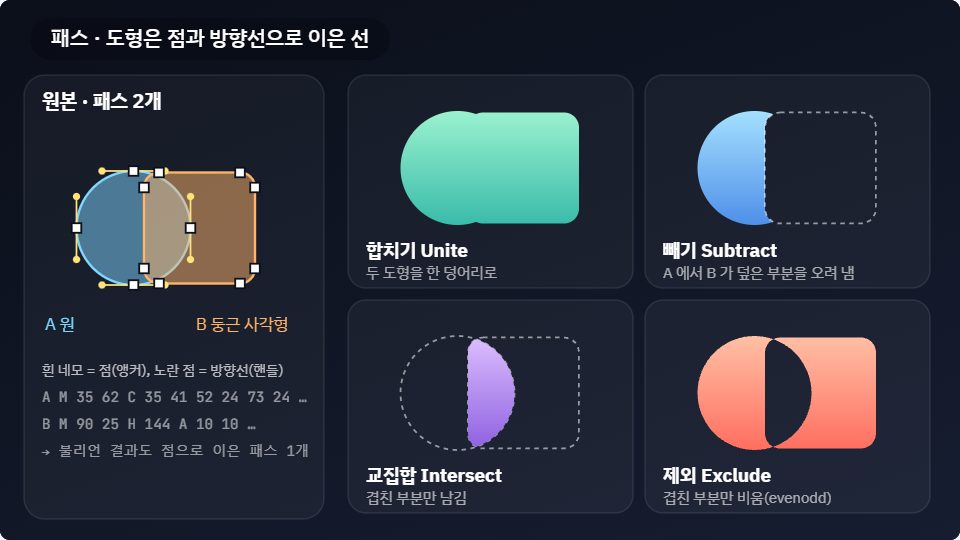 패스 · 도형은 점과 방향선으로 이은 선
원본 · 패스 2개
A 원
B 둥근 사각형
흰 네모 = 점(앵커), 노란 점 = 방향선(핸들)
A M 35 62 C 35 41 52 24 73 24 …
B M 90 25 H 144 A 10 10 …
→ 불리언 결과도 점으로 이은 패스 1개
합치기 Unite
두 도형을 한 덩어리로
빼기 Subtract
A 에서 B 가 덮은 부분을 오려 냄
교집합 Intersect
겹친 부분만 남김
제외 Exclude
겹친 부분만 비움(evenodd)